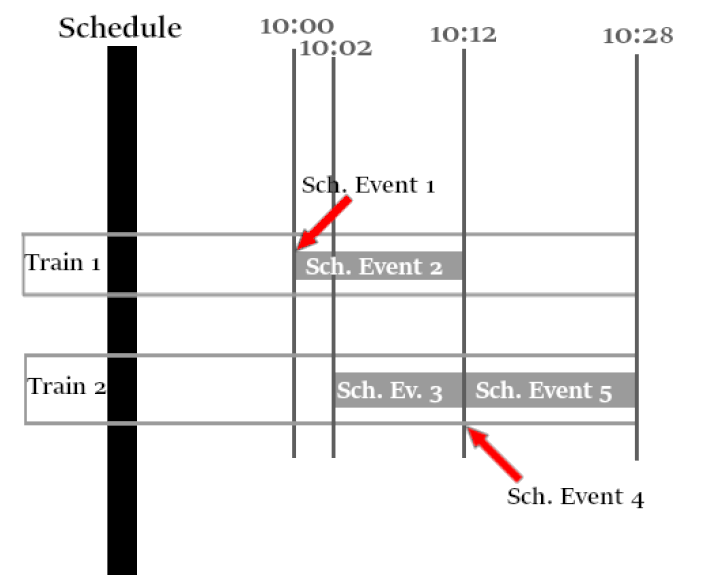 Schedule
10:00
10:02
10:12
10:28
Sch. Event 1
Train 1
Sch. Event 2
Train 2
Sch. Ev. 3
Sch. Event 5
Sch. Event 4